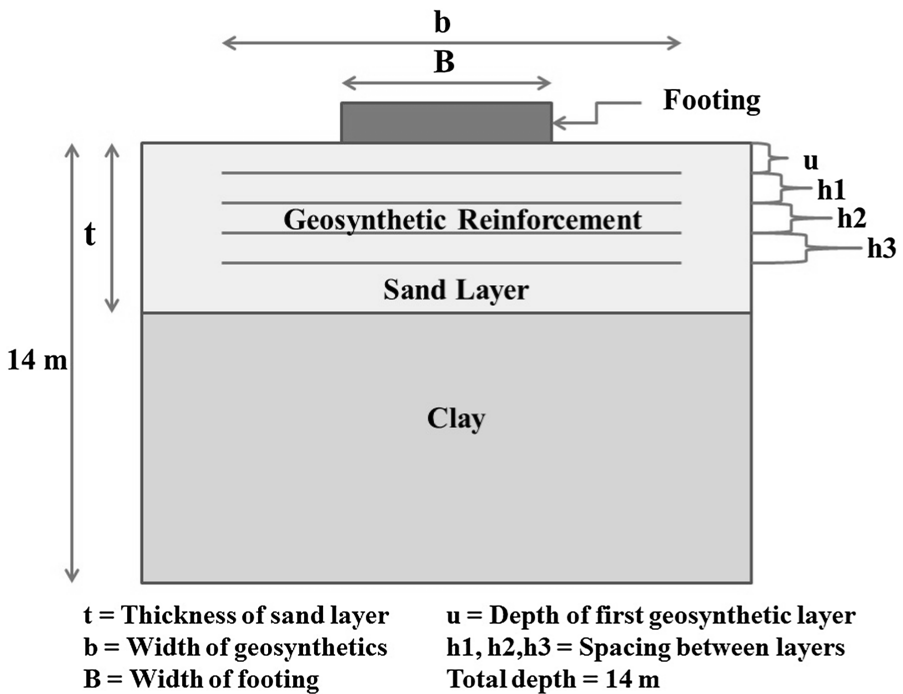 b
B
Footing
u
h1
h2
h3
t
Geosynthetic Reinforcement
Sand Layer
14 m
Clay
t = Thickness of sand layer
b = Width of geosynthetics
B = Width of footing
u = Depth of first geosynthetic layer
h1, h2,h3 = Spacing between layers
Total depth = 14 m